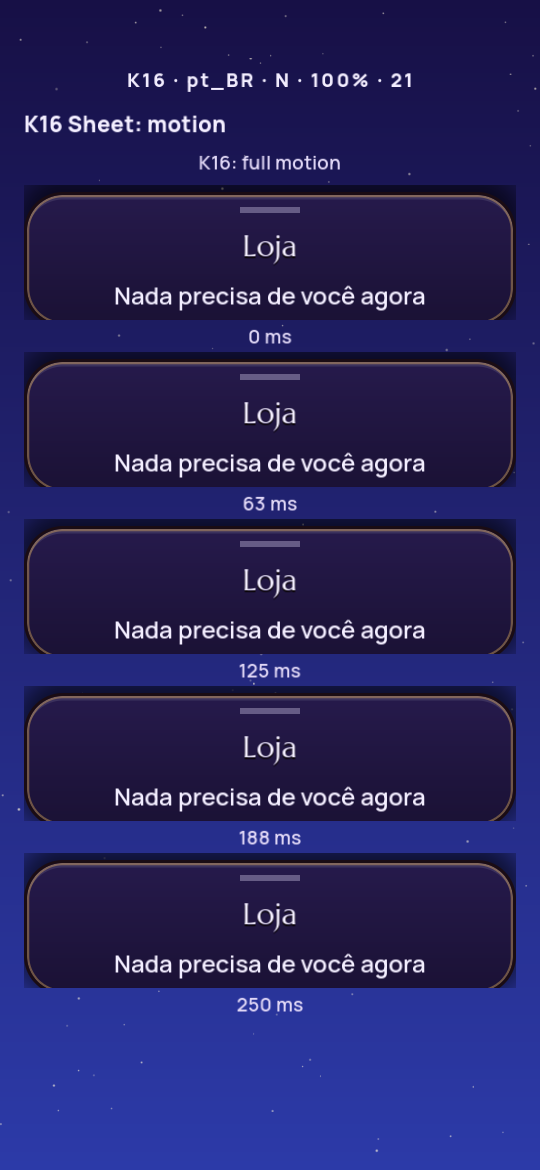 K16 · pt_BR · N · 100% · 21
K16 Sheet: motion
K16: full motion
Loja
Nada precisa de você agora
0 ms
Loja
Nada precisa de você agora
63 ms
Loja
Nada precisa de você agora
125 ms
Loja
Nada precisa de você agora
188 ms
Loja
Nada precisa de você agora
250 ms